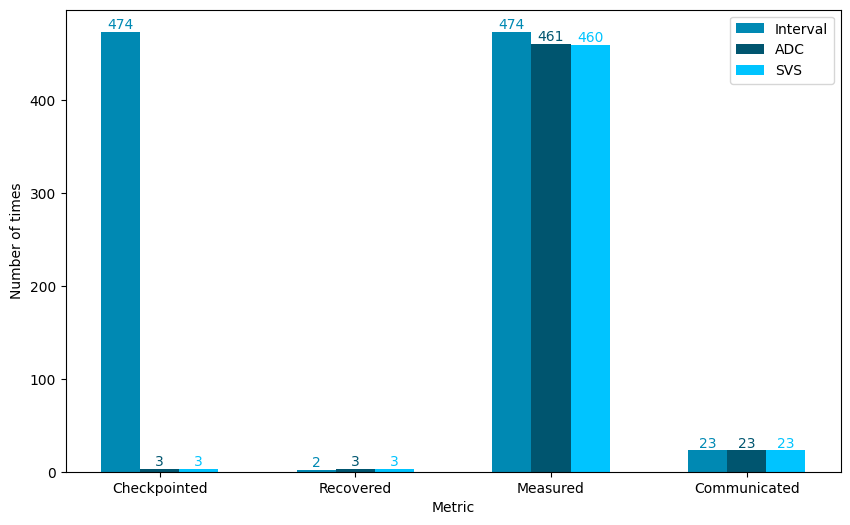 Interval
ADC
SVS
474 3 3 2 3 3 474 461 460 23 23 23
400
300
200
100
0
Number of times
Checkpointed Recovered Measured Communicated
Metric